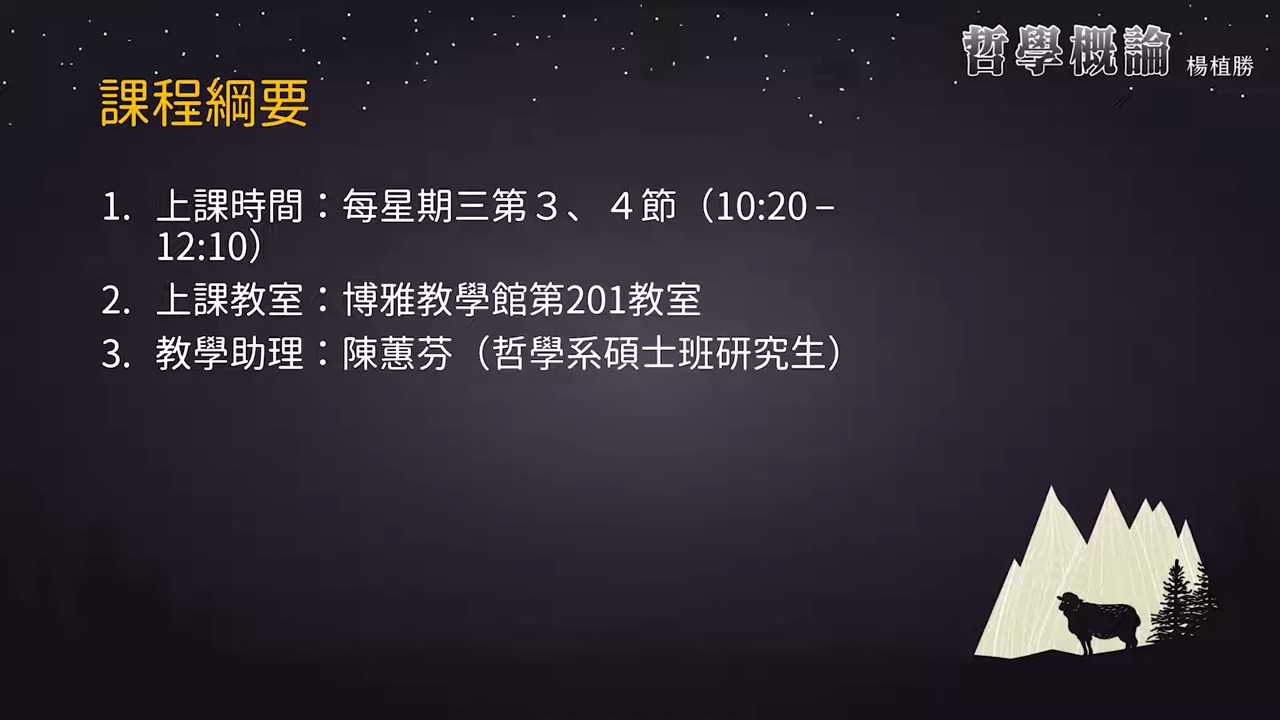 哲學概論 楊植勝
課程綱要
1. 上課時間：每星期三第３、４節（10:20 –
12:10）
2. 上課教室：博雅教學館第201教室
3. 教學助理：陳蕙芬（哲學系碩士班研究生）